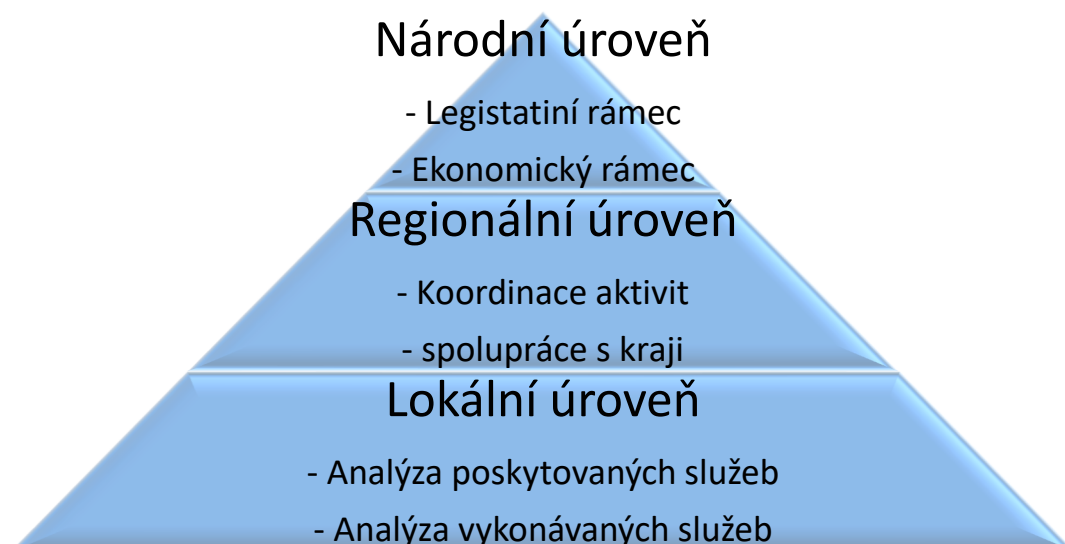 Národní úroveň
- Legistatiní rámec
- Ekonomický rámec
Regionální úroveň
- Koordinace aktivit
- spolupráce s kraji
Lokální úroveň
- Analýza poskytovaných služeb
- Analýza vykonávaných služeb